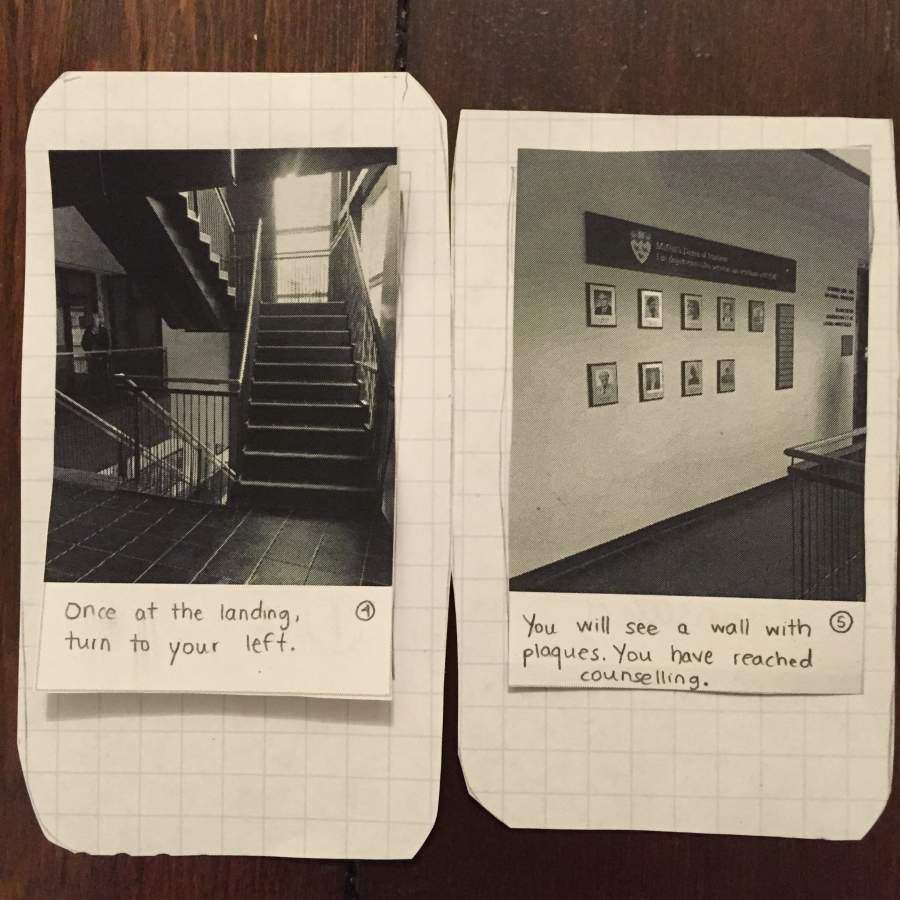 Once at the landing, ④
turn to your left.
McGill's Deans of Students
You will see a wall with ⑤
plaques. You have reached
counselling.